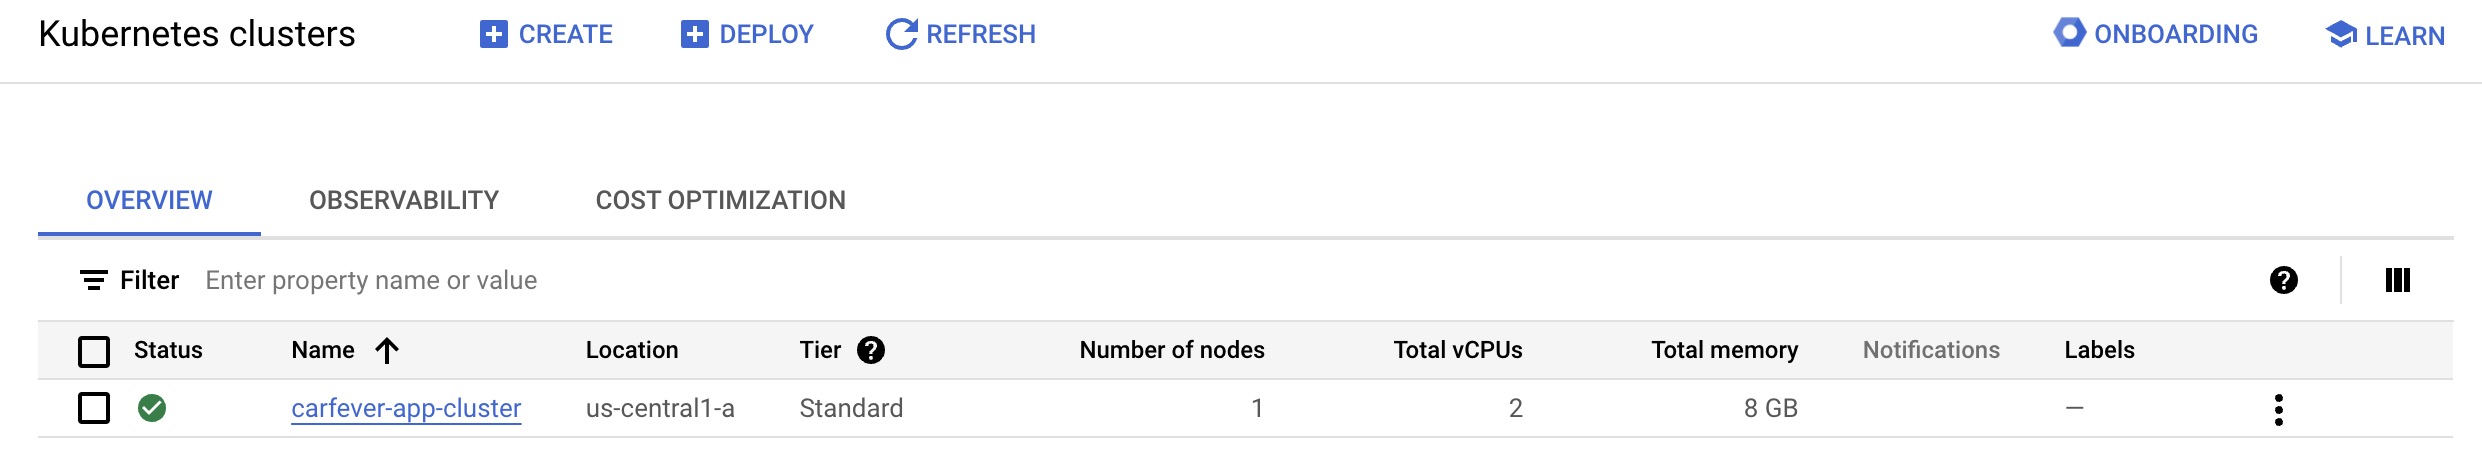 Kubernetes clusters CREATE DEPLOY REFRESH ONBOARDING LEARN
OVERVIEW OBSERVABILITY COST OPTIMIZATION
Filter Enter property name or value
Status Name Location Tier Number of nodes Total vCPUs Total memory Notifications Labels
carfever-app-cluster us-central1-a Standard 1 2 8 GB —